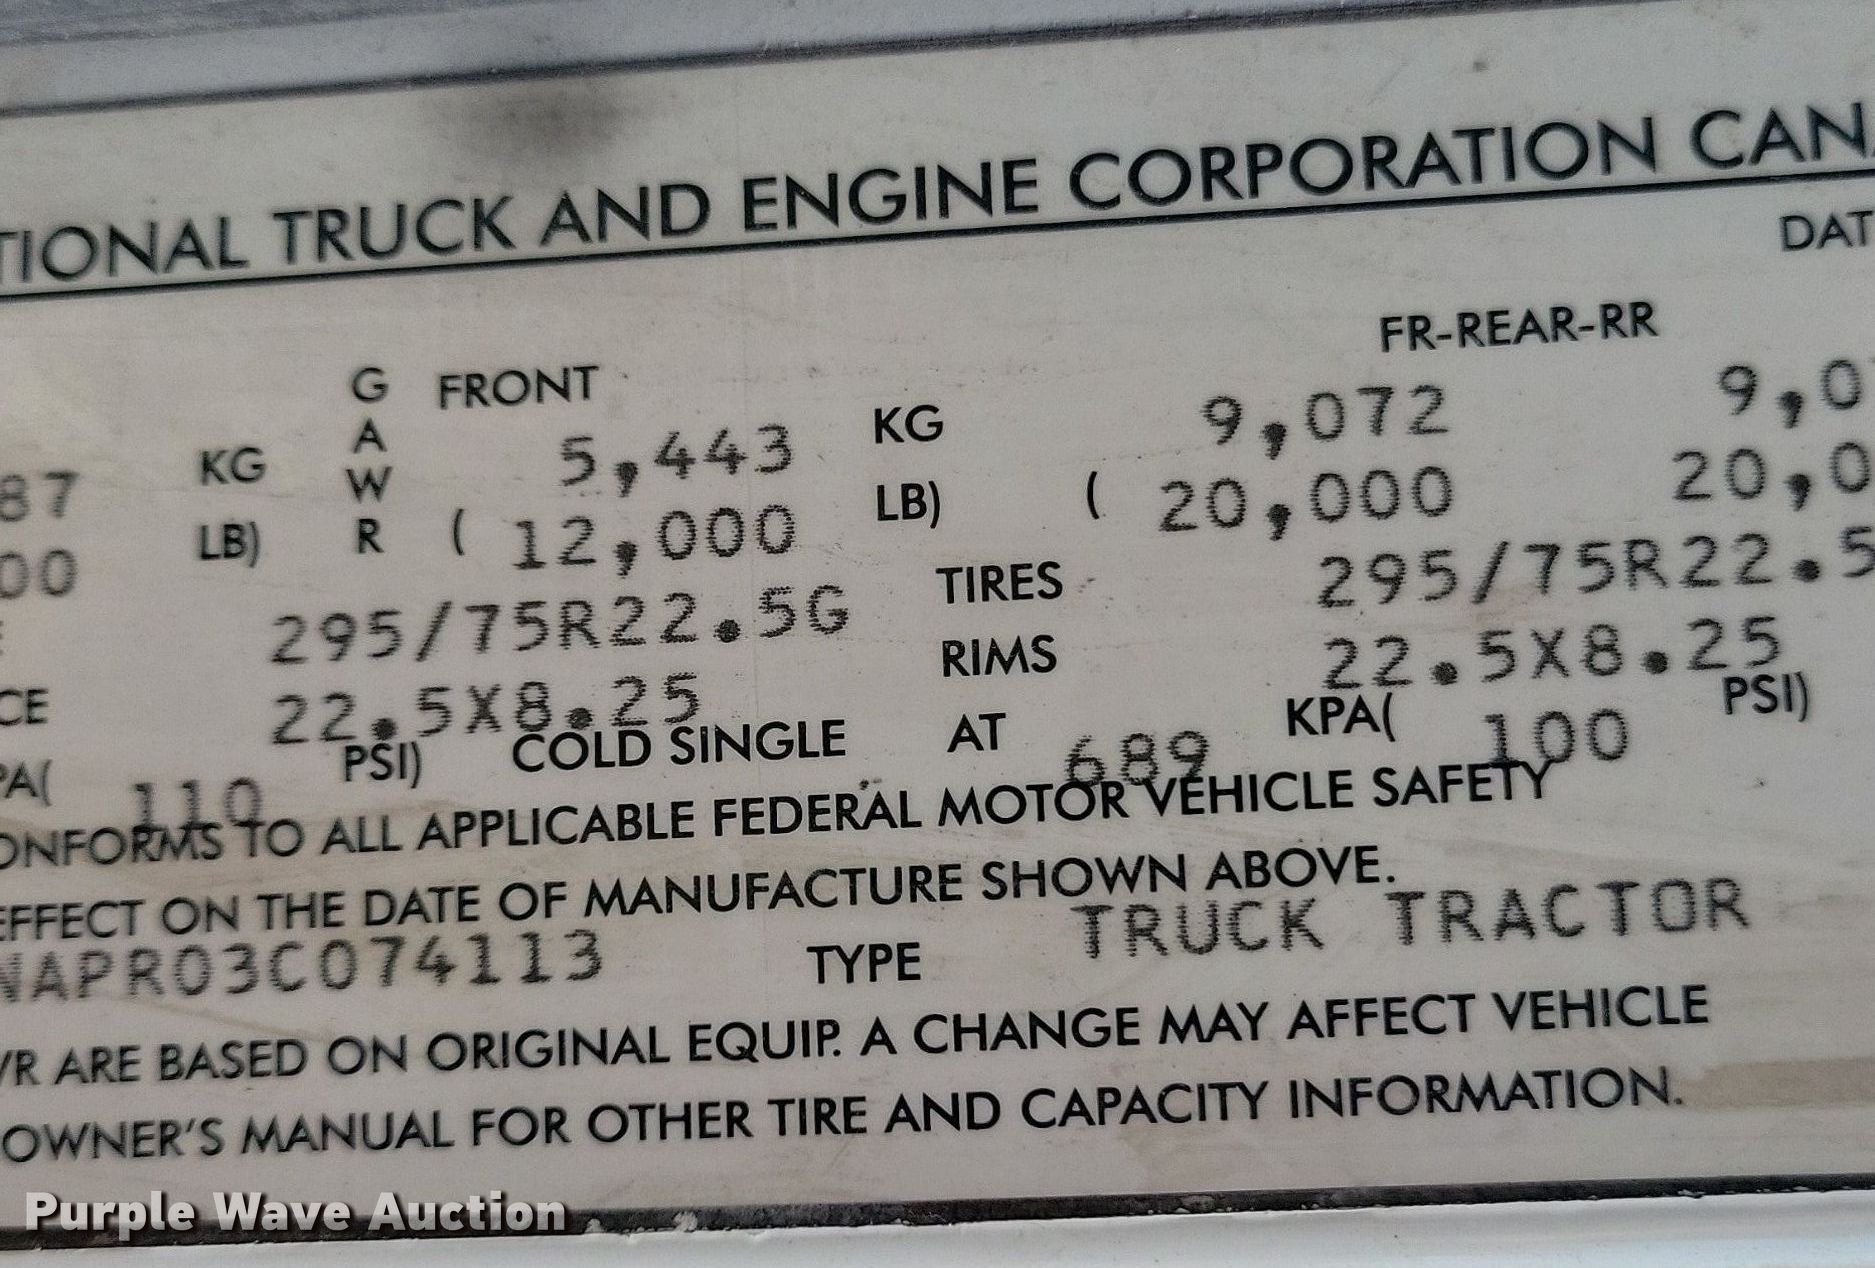 TIONAL TRUCK AND ENGINE CORPORATION CAN
DAT
FR-REAR-RR
GAWR FRONT
87 KG 5,443 KG 9,072 9,0
00 LB) ( 12,000 LB) ( 20,000 20,0
295/75R22.5G TIRES 295/75R22.5
CE 22.5X8.25 RIMS 22.5X8.25
PA( 110 PSI) COLD SINGLE AT 689 KPA( 100 PSI)
ONFORMS TO ALL APPLICABLE FEDERAL MOTOR VEHICLE SAFETY
EFFECT ON THE DATE OF MANUFACTURE SHOWN ABOVE.
NAPR03C074113 TYPE TRUCK TRACTOR
VR ARE BASED ON ORIGINAL EQUIP. A CHANGE MAY AFFECT VEHICLE
OWNER'S MANUAL FOR OTHER TIRE AND CAPACITY INFORMATION.
Purple Wave Auction